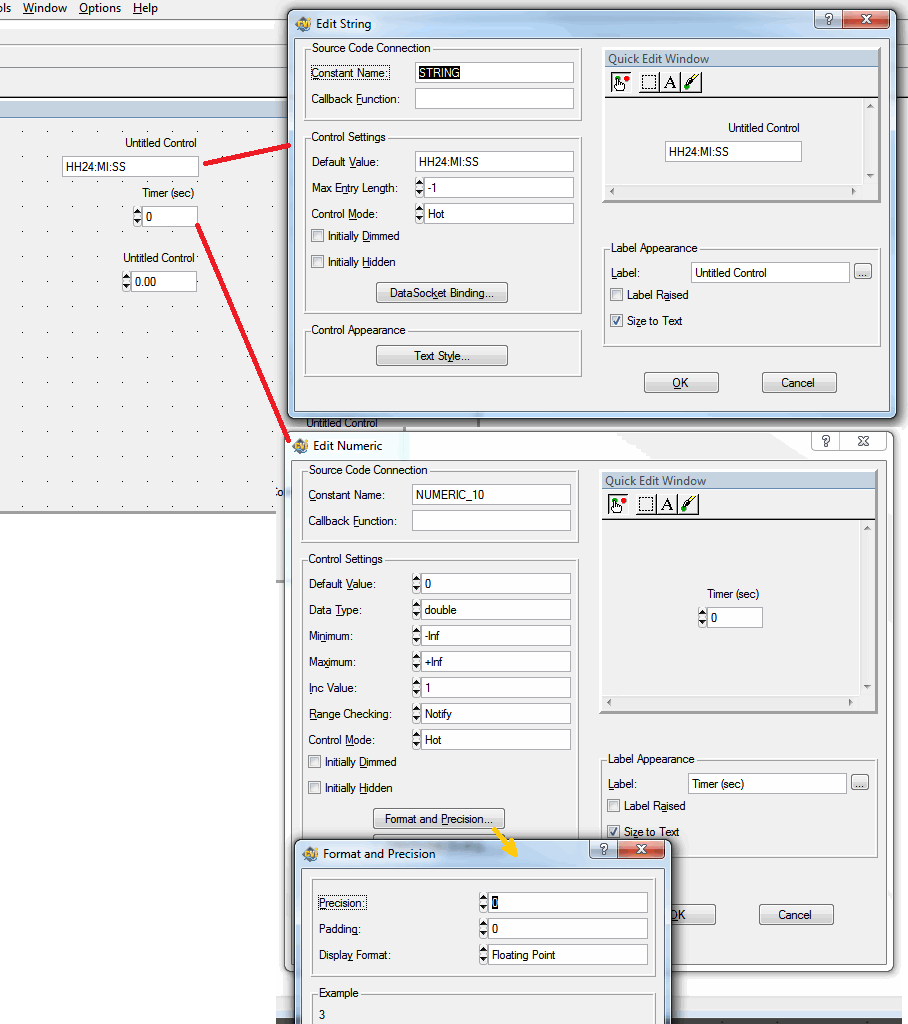 ols Window Options Help
Untitled Control
HH24:MI:SS
Timer (sec)
0
Untitled Control
0.00
Edit String
Source Code Connection
Constant Name: STRING
Callback Function:
Control Settings
Default Value: HH24:MI:SS
Max Entry Length: -1
Control Mode: Hot
Initially Dimmed
Initially Hidden
DataSocket Binding...
Control Appearance
Text Style...
Quick Edit Window
A
Untitled Control
HH24:MI:SS
Label Appearance
Label: Untitled Control ...
Label Raised
Size to Text
OK Cancel
Untitled Control
Edit Numeric
Source Code Connection
Constant Name: NUMERIC_10
Callback Function:
Control Settings
Default Value: 0
Data Type: double
Minimum: -Inf
Maximum: +Inf
Inc Value: 1
Range Checking: Notify
Control Mode: Hot
Initially Dimmed
Initially Hidden
Format and Precision...
Quick Edit Window
A
Timer (sec)
0
Label Appearance
Label: Timer (sec) ...
Label Raised
Size to Text
OK Cancel
Format and Precision
Precision: 0
Padding: 0
Display Format: Floating Point
Example
3